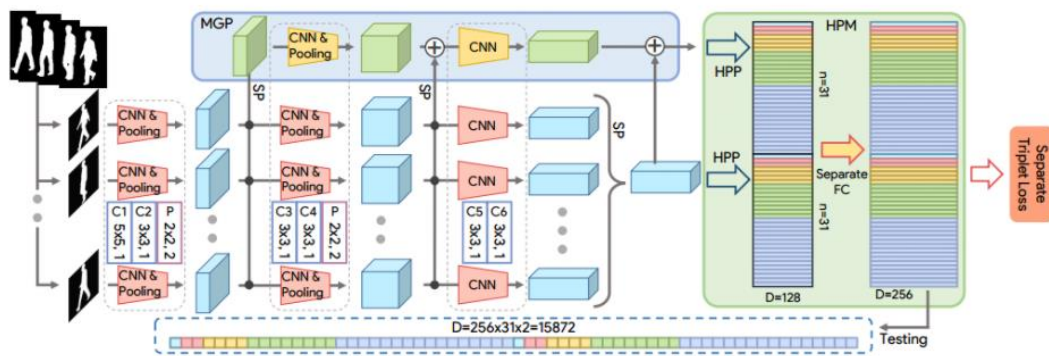 MGP
CNN &
Pooling
CNN
HPM
HPP
n=31
SP
SP
CNN &
Pooling
CNN &
Pooling
CNN
SP
CNN &
Pooling
CNN &
Pooling
CNN
HPP
Separate
FC
Separate
Triplet Loss
C1
5x5, 1
C2
3x3, 1
P
2x2, 2
C3
3x3, 1
C4
3x3, 1
P
2x2, 2
C5
3x3, 1
C6
3x3, 1
n=31
CNN &
Pooling
CNN &
Pooling
CNN
D=128
D=256
D=256x31x2=15872
Testing